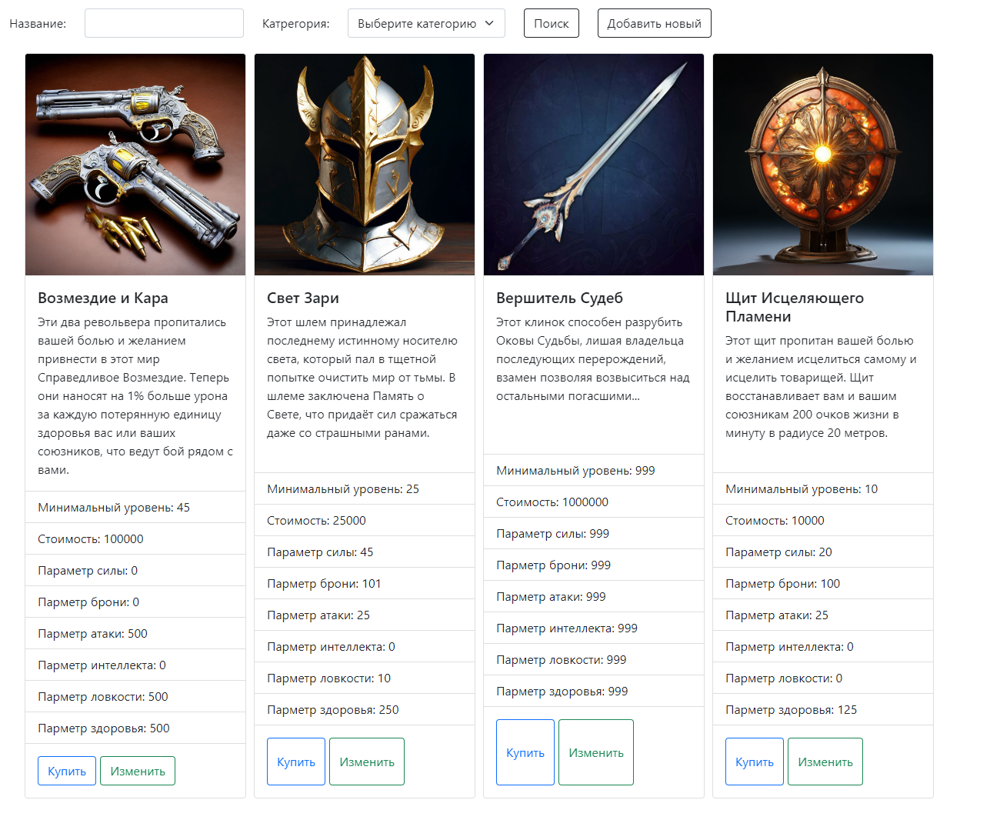 Название:
Катрегория:
Выберите категорию
Поиск
Добавить новый
Возмездие и Кара
Эти два револьвера пропитались
вашей болью и желанием
привнести в этот мир
Справедливое Возмездие. Теперь
они наносят на 1% больше урона
за каждую потерянную единицу
здоровья вас или ваших
союзников, что ведут бой рядом с
вами.
Минимальный уровень: 45
Стоимость: 100000
Параметр силы: 0
Парметр брони: 0
Парметр атаки: 500
Парметр интеллекта: 0
Парметр ловкости: 500
Парметр здоровья: 500
Купить
Изменить
Свет Зари
Этот шлем принадлежал
последнему истинному носителю
света, который пал в тщетной
попытке очистить мир от тьмы. В
шлеме заключена Память о
Свете, что придаёт сил сражаться
даже со страшными ранами.
Минимальный уровень: 25
Стоимость: 25000
Параметр силы: 45
Парметр брони: 101
Парметр атаки: 25
Парметр интеллекта: 0
Парметр ловкости: 10
Парметр здоровья: 250
Купить
Изменить
Вершитель Судеб
Этот клинок способен разрубить
Оковы Судьбы, лишая владельца
последующих перерождений,
взамен позволяя возвыситься над
остальными погасшими...
Минимальный уровень: 999
Стоимость: 1000000
Параметр силы: 999
Парметр брони: 999
Парметр атаки: 999
Парметр интеллекта: 999
Парметр ловкости: 999
Парметр здоровья: 999
Купить
Изменить
Щит Исцеляющего
Пламени
Этот щит пропитан вашей болью
и желанием исцелиться самому и
исцелить товарищей. Щит
восстанавливает вам и вашим
союзникам 200 очков жизни в
минуту в радиусе 20 метров.
Минимальный уровень: 10
Стоимость: 10000
Параметр силы: 20
Парметр брони: 100
Парметр атаки: 25
Парметр интеллекта: 0
Парметр ловкости: 0
Парметр здоровья: 125
Купить
Изменить